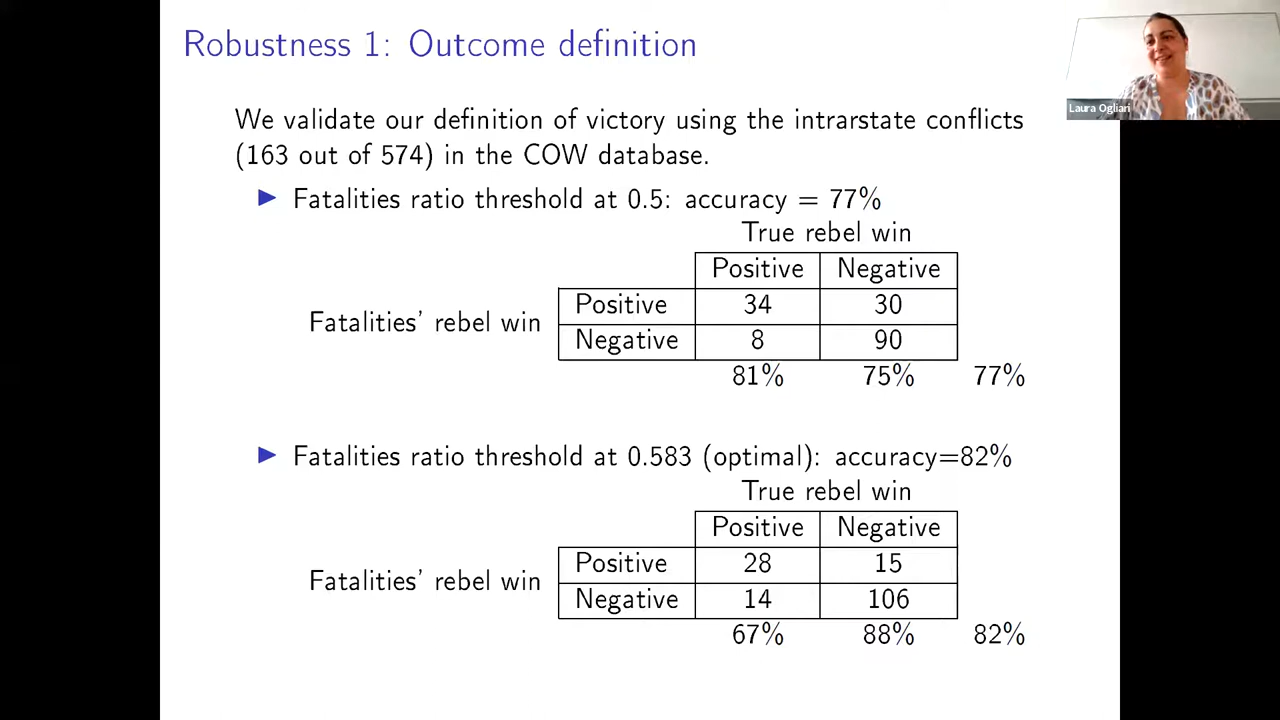 Robustness 1: Outcome definition
Laura Ogliari
We validate our definition of victory using the intrarstate conflicts
(163 out of 574) in the COW database.
Fatalities ratio threshold at 0.5: accuracy = 77%
True rebel win
Positive Negative
Fatalities' rebel win Positive 34 30
Negative 8 90
81% 75% 77%
Fatalities ratio threshold at 0.583 (optimal): accuracy=82%
True rebel win
Positive Negative
Fatalities' rebel win Positive 28 15
Negative 14 106
67% 88% 82%